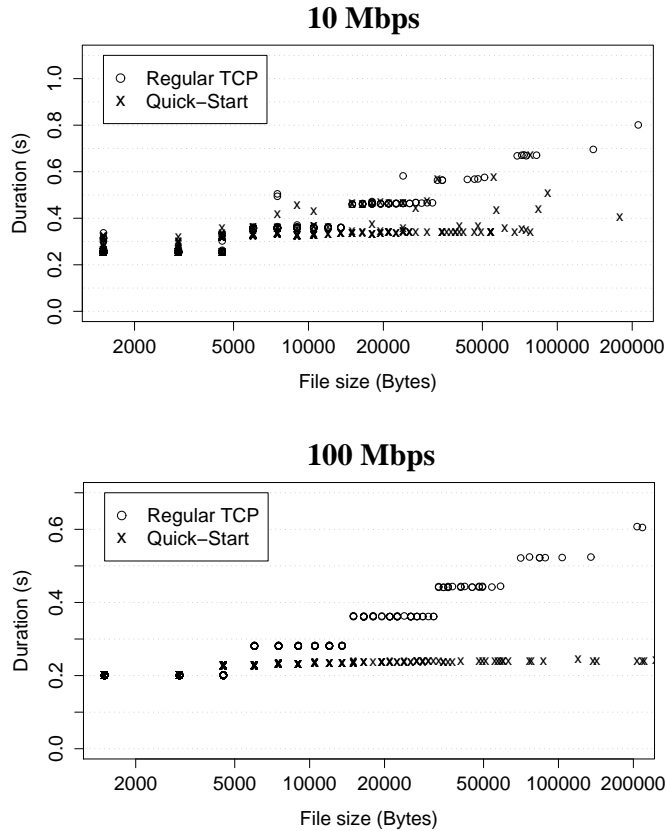 10 Mbps
Regular TCP
Quick−Start
Duration (s)
1.0
0.8
0.6
0.4
0.2
0.0
2000 5000 10000 20000 50000 100000 200000
File size (Bytes)
100 Mbps
Regular TCP
Quick−Start
Duration (s)
0.6
0.4
0.2
0.0
2000 5000 10000 20000 50000 100000 200000
File size (Bytes)